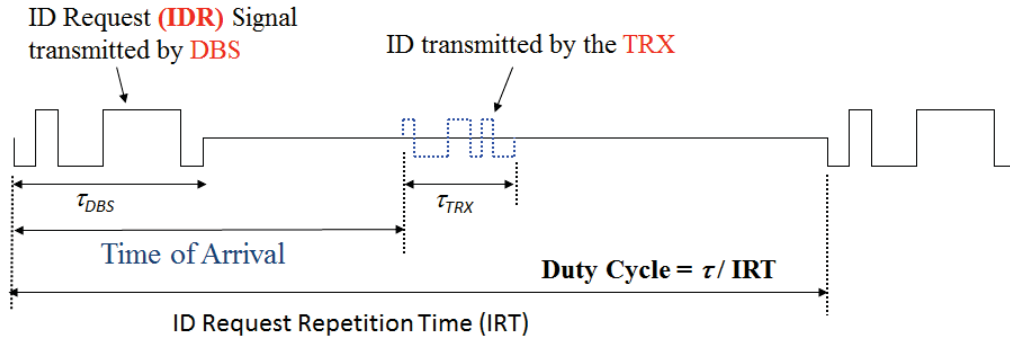 ID Request (IDR) Signal
transmitted by DBS
ID transmitted by the TRX
τDBS
τTRX
Time of Arrival
Duty Cycle = τ / IRT
ID Request Repetition Time (IRT)